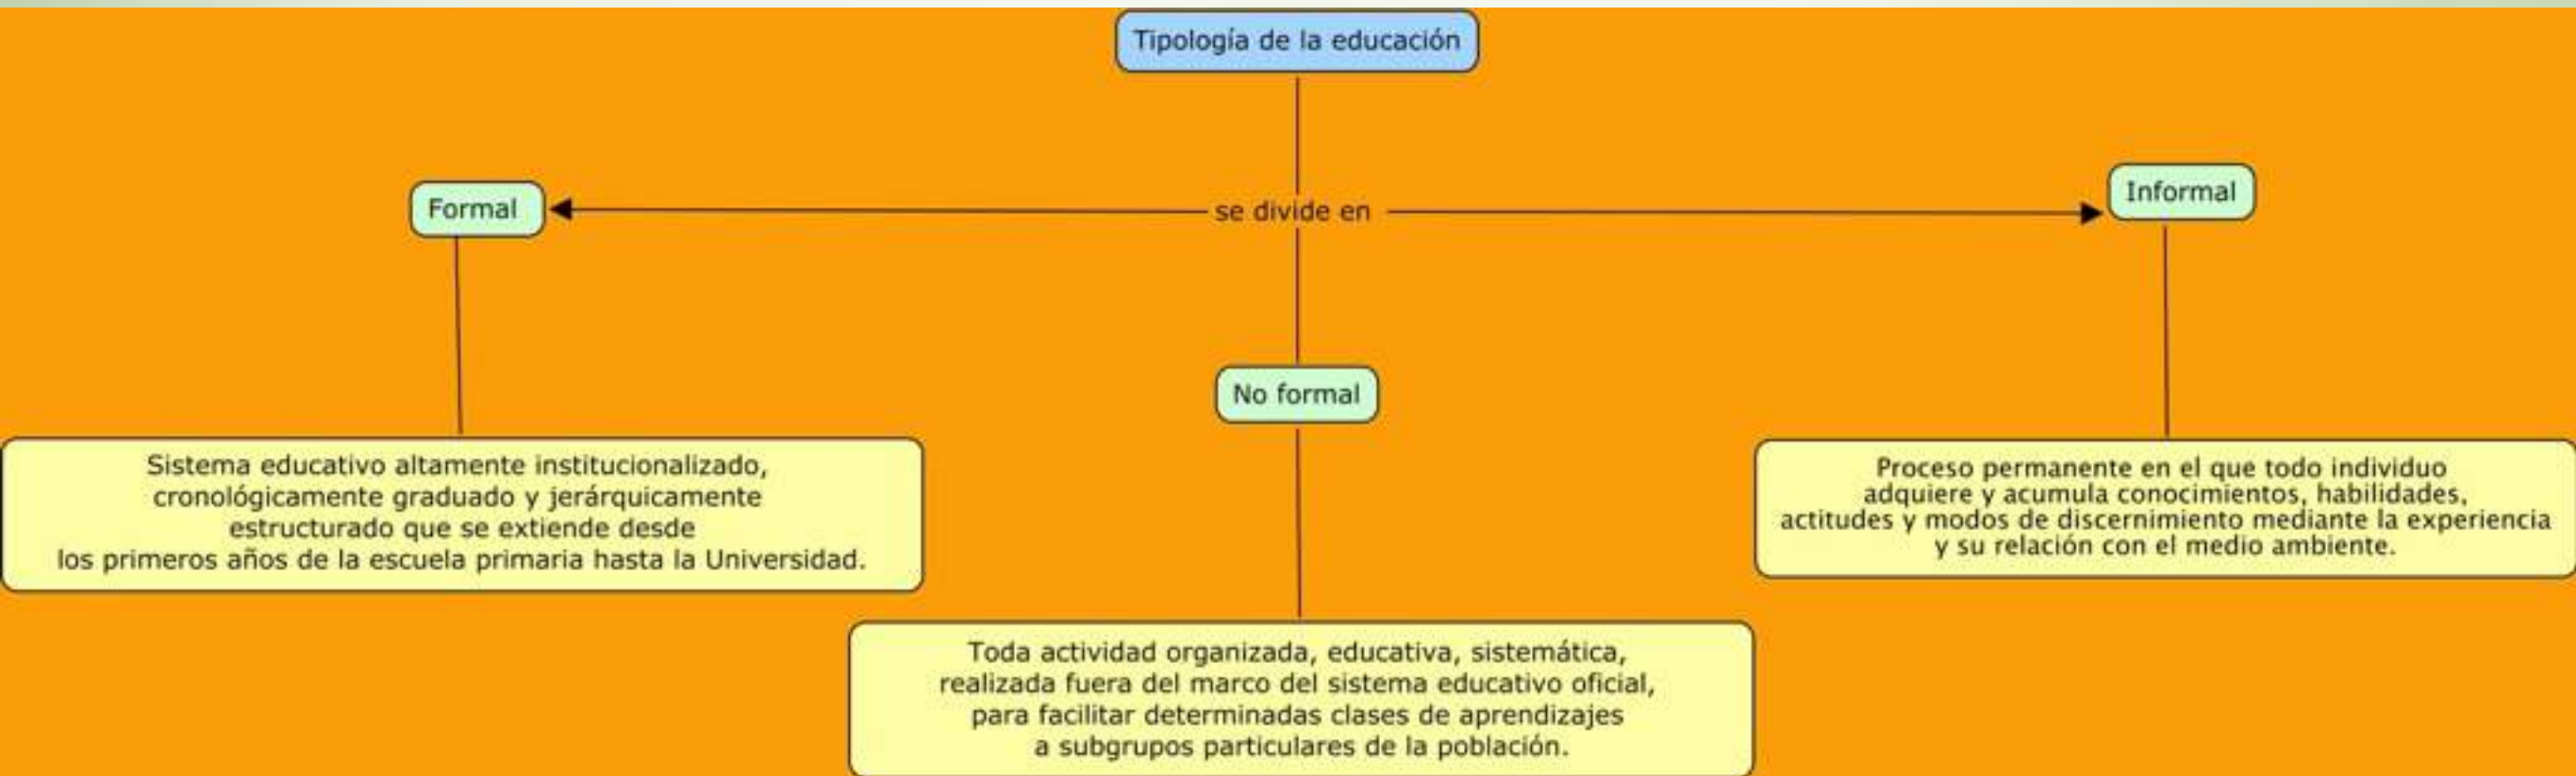 Tipología de la educación
se divide en
Formal
Sistema educativo altamente institucionalizado,
cronológicamente graduado y jerárquicamente
estructurado que se extiende desde
los primeros años de la escuela primaria hasta la Universidad.
No formal
Toda actividad organizada, educativa, sistemática,
realizada fuera del marco del sistema educativo oficial,
para facilitar determinadas clases de aprendizajes
a subgrupos particulares de la población.
Informal
Proceso permanente en el que todo individuo
adquiere y acumula conocimientos, habilidades,
actitudes y modos de discernimiento mediante la experiencia
y su relación con el medio ambiente.